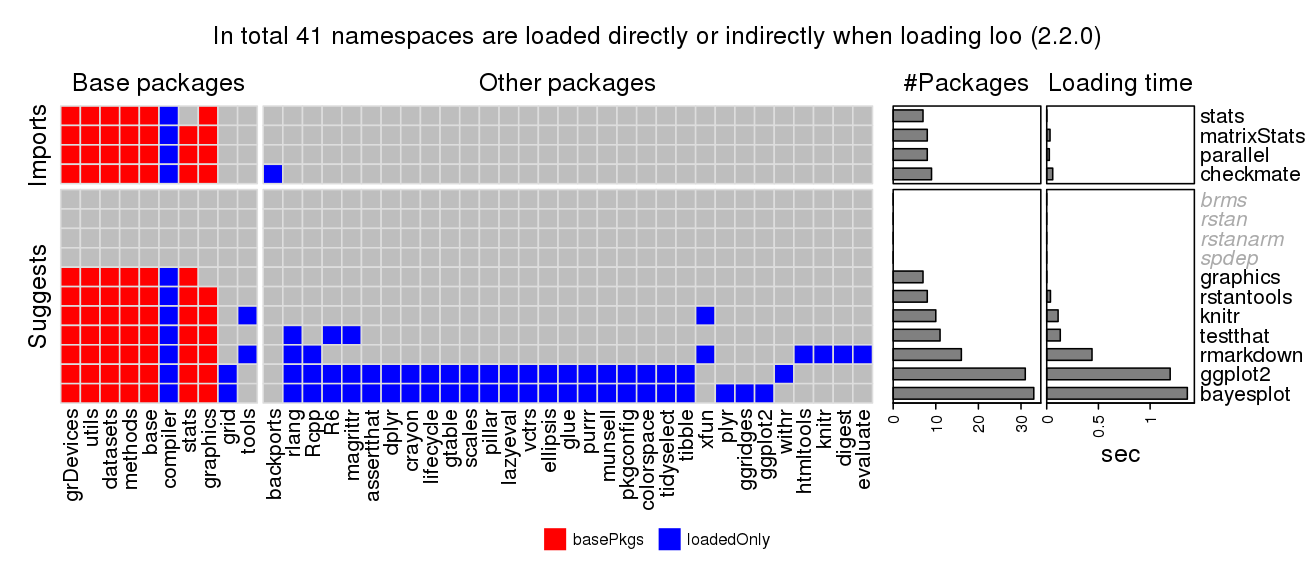 In total 41 namespaces are loaded directly or indirectly when loading loo (2.2.0)
Base packages
Other packages
#Packages
Loading time
Imports
stats
matrixStats
parallel
checkmate
Suggests
brms
rstan
rstanarm
spdep
graphics
rstantools
knitr
testthat
rmarkdown
ggplot2
bayesplot
grDevices
utils
datasets
methods
base
compiler
stats
graphics
grid
tools
backports
rlang
Rcpp
R6
magrittr
assertthat
dplyr
crayon
lifecycle
gtable
scales
pillar
lazyeval
vctrs
ellipsis
glue
purrr
munsell
pkgconfig
colorspace
tidyselect
tibble
xfun
plyr
ggridges
ggplot2
withr
htmltools
knitr
digest
evaluate
0
10
20
30
0
0.5
1
sec
basePkgs
loadedOnly